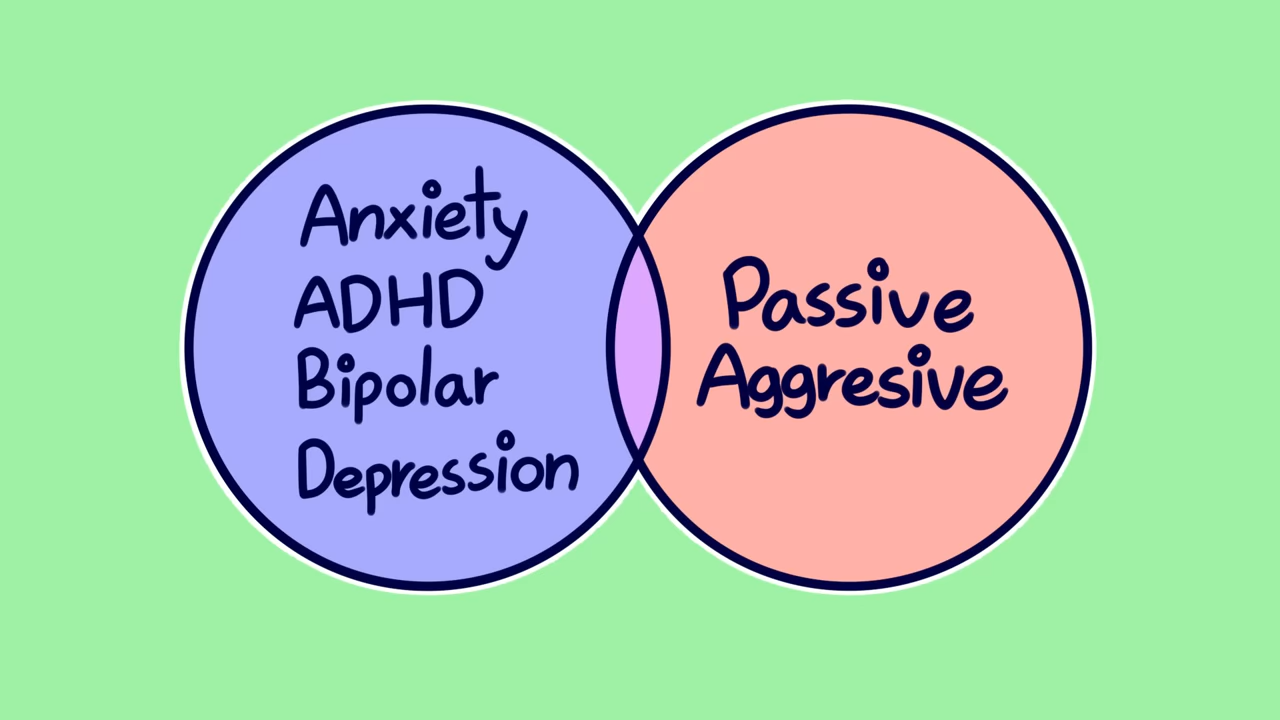 Anxiety
ADHD
Bipolar
Depression
Passive
Aggresive